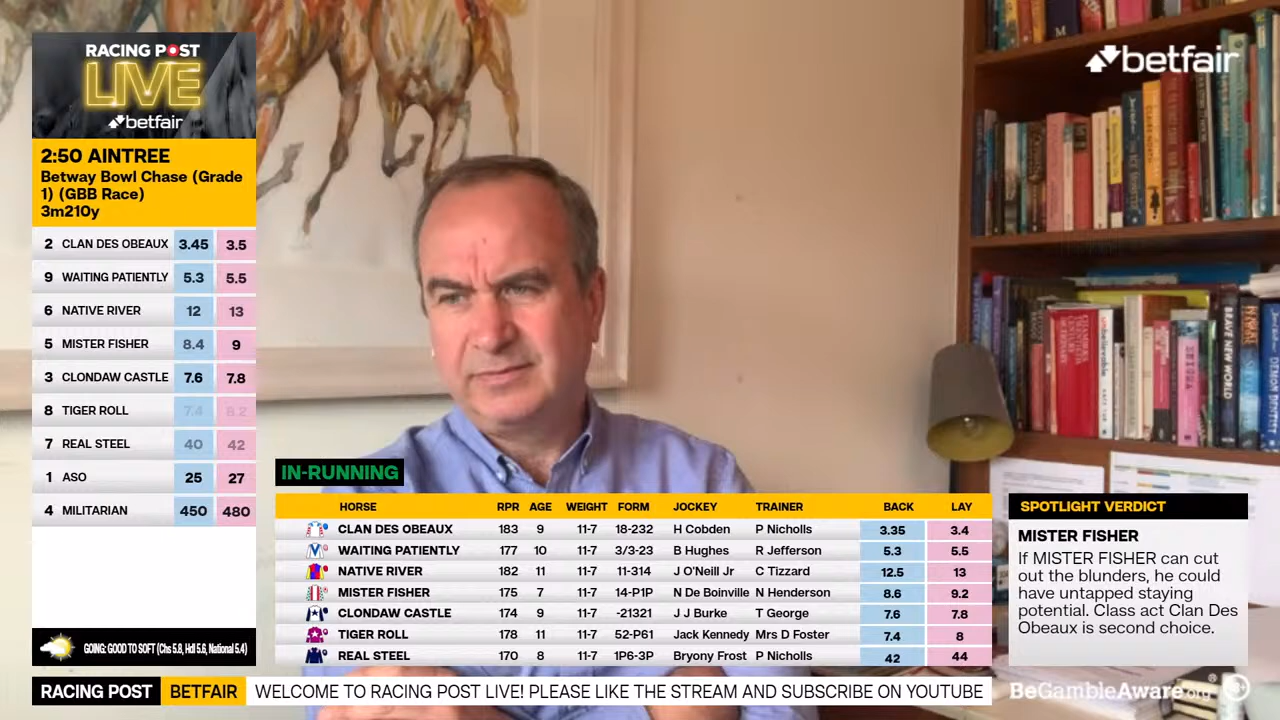 RACING POST
LIVE
betfair
2:50 AINTREE
Betway Bowl Chase (Grade
1) (GBB Race)
3m210y
2 CLAN DES OBEAUX 3.45 3.5
9 WAITING PATIENTLY 5.3 5.5
6 NATIVE RIVER 12 13
5 MISTER FISHER 8.4 9
3 CLONDAW CASTLE 7.6 7.8
8 TIGER ROLL 7.4 8.2
7 REAL STEEL 40 42
1 ASO 25 27
4 MILITARIAN 450 480
GOING: GOOD TO SOFT (Chs 5.8, Hdl 5.6, National 5.4)
betfair
BRAVE NEW WORLD
IN-RUNNING
HORSE RPR AGE WEIGHT FORM JOCKEY TRAINER BACK LAY
CLAN DES OBEAUX 183 9 11-7 18-232 H Cobden P Nicholls 3.35 3.4
WAITING PATIENTLY 177 10 11-7 3/3-23 B Hughes R Jefferson 5.3 5.5
NATIVE RIVER 182 11 11-7 11-314 J O'Neill Jr C Tizzard 12.5 13
MISTER FISHER 175 7 11-7 14-P1P N De Boinville N Henderson 8.6 9.2
CLONDAW CASTLE 174 9 11-7 -21321 J J Burke T George 7.6 7.8
TIGER ROLL 178 11 11-7 52-P61 Jack Kennedy Mrs D Foster 7.4 8
REAL STEEL 170 8 11-7 1P6-3P Bryony Frost P Nicholls 42 44
SPOTLIGHT VERDICT
MISTER FISHER
If MISTER FISHER can cut
out the blunders, he could
have untapped staying
potential. Class act Clan Des
Obeaux is second choice.
RACING POST BETFAIR WELCOME TO RACING POST LIVE! PLEASE LIKE THE STREAM AND SUBSCRIBE ON YOUTUBE
BeGambleAware.org®